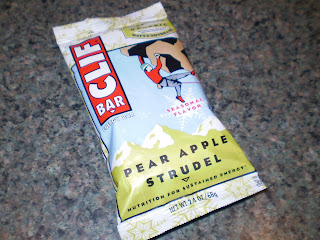 CLIF
BAR
SEASONAL
FLAVOR
PEAR APPLE
STRUDEL
NUTRITION FOR SUSTAINED ENERGY
NET WT. 2.4 OZ. (68g)